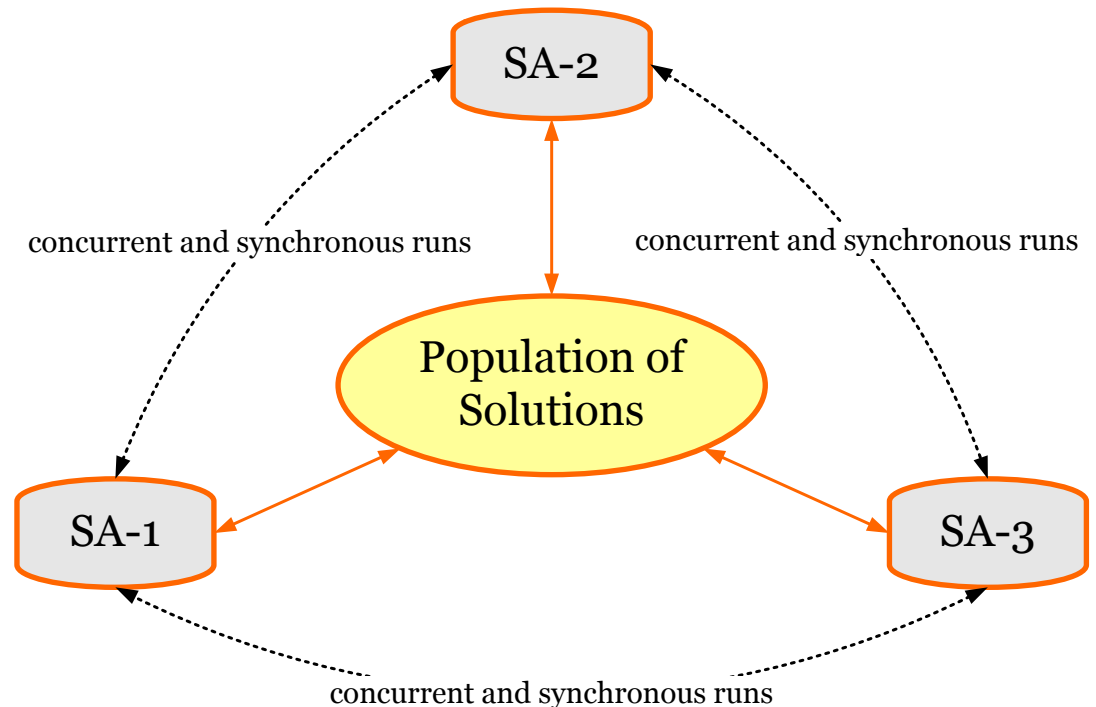 SA-2
concurrent and synchronous runs
concurrent and synchronous runs
Population of
Solutions
SA-1
SA-3
concurrent and synchronous runs